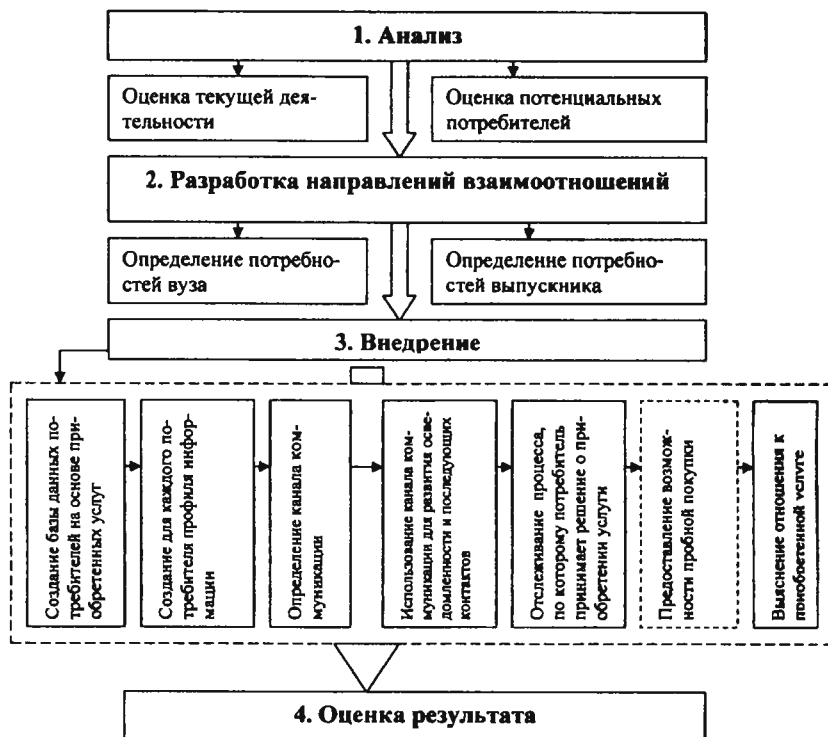 1. Анализ
Оценка текущей дея-
тельности
Оценка потенциальных
потребителей
2. Разработка направлений взаимоотношений
Определение потребно-
стей вуза
Определение потребно-
стей выпускника
3. Внедрение
Создание базы данных по-
требителей на основе при-
обретенных услуг
Создание для каждого по-
требителя профиля инфор-
мации
Определение канала ком-
муникации
Использование канала ком-
муникации для развития осве-
домленности и последующих
контактов
Отслеживание процесса,
по которому потребитель
принимает решение о при-
обретении услуги
Предоставление возмож-
ности пробной покупки
Выяснение отношения к
приобретенной услуге
4. Оценка результата